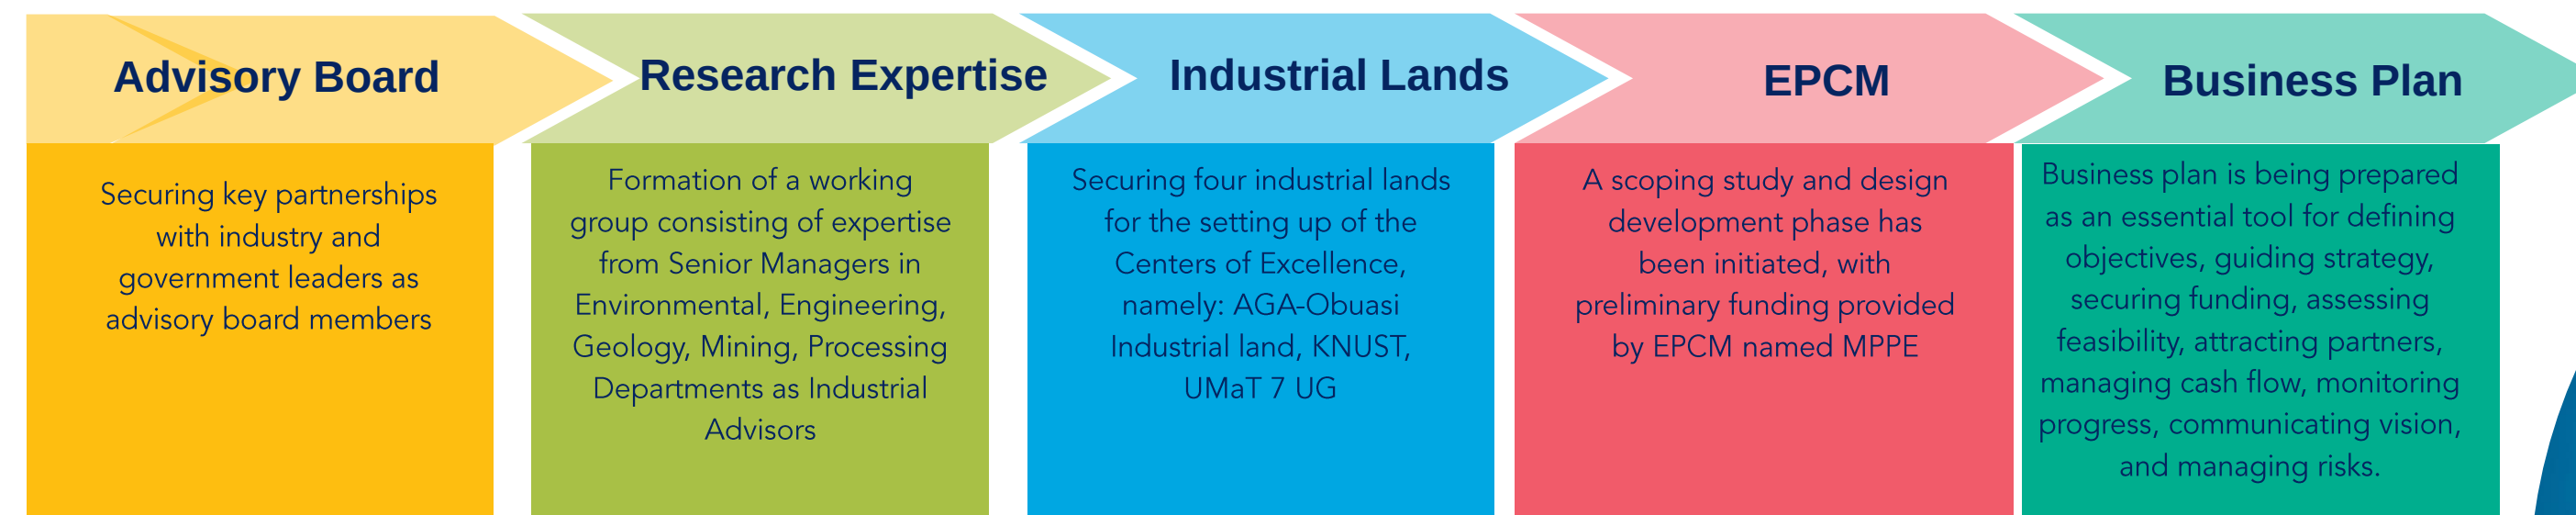 Advisory Board
Securing key partnerships
with industry and
government leaders as
advisory board members
Research Expertise
Formation of a working
group consisting of expertise
from Senior Managers in
Environmental, Engineering,
Geology, Mining, Processing
Departments as Industrial
Advisors
Industrial Lands
Securing four industrial lands
for the setting up of the
Centers of Excellence,
namely: AGA-Obuasi
Industrial land, KNUST,
UMaT 7 UG
EPCM
A scoping study and design
development phase has
been initiated, with
preliminary funding provided
by EPCM named MPPE
Business Plan
Business plan is being prepared
as an essential tool for defining
objectives, guiding strategy,
securing funding, assessing
feasibility, attracting partners,
managing cash flow, monitoring
progress, communicating vision,
and managing risks.